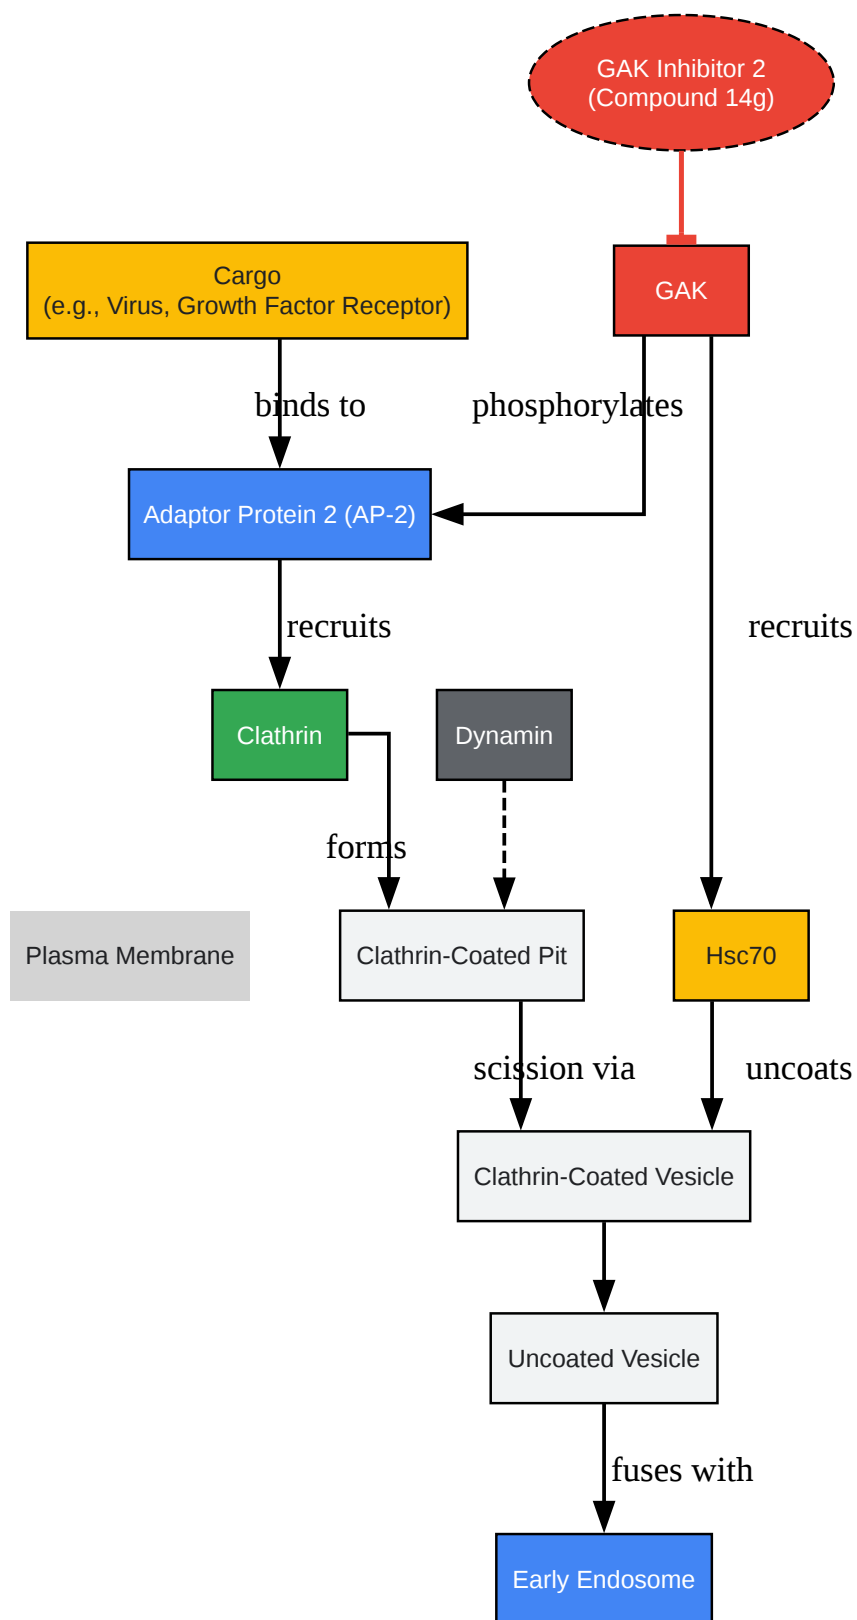 GAK Inhibitor 2
(Compound 14g)
Cargo
(e.g., Virus, Growth Factor Receptor)
GAK
binds to
phosphorylates
Adaptor Protein 2 (AP-2)
recruits
recruits
Clathrin
Dynamin
forms
Plasma Membrane
Clathrin-Coated Pit
Hsc70
scission via
uncoats
Clathrin-Coated Vesicle
Uncoated Vesicle
fuses with
Early Endosome